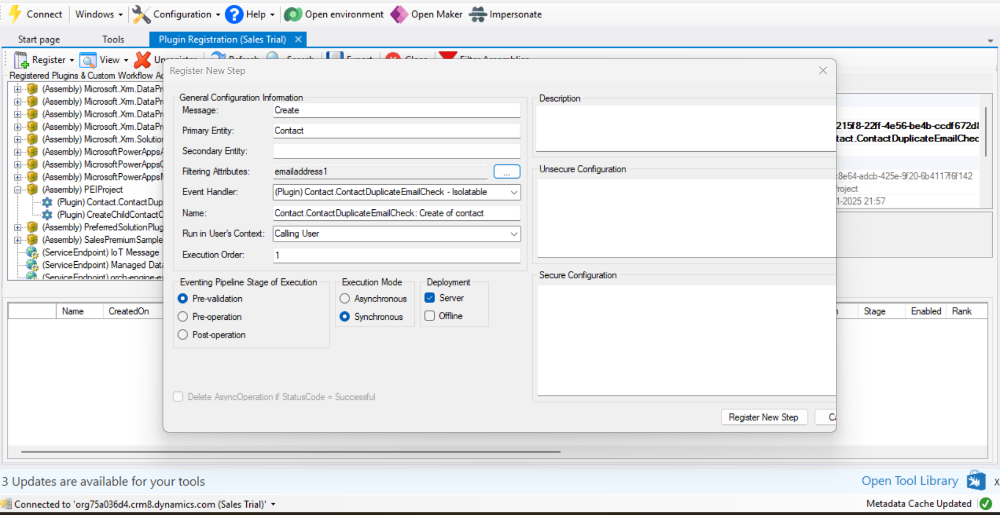 Connect Windows Configuration Help Open environment Open Maker Impersonate
Start page Tools Plugin Registration (Sales Trial)
Register View
Registered Plugins & Custom Workflow
(Assembly) Microsoft.Xrm.DataPr
(Assembly) Microsoft.Xrm.DataPr
(Assembly) Microsoft.Xrm.DataPr
(Assembly) Microsoft.Xrm.DataPr
(Assembly) Microsoft.Xrm.Solution
(Assembly) MicrosoftPowerApps
(Assembly) MicrosoftPowerApps
(Assembly) MicrosoftPowerApps
(Assembly) PEIProject
(Plugin) Contact.ContactDup
(Plugin) CreateChildContact
(Assembly) PreferredSolutionPlug
(Assembly) SalesPremiumSample
(ServiceEndpoint) IoT Message
(ServiceEndpoint) Managed Data
(ServiceEndpoint) orch-engine-e
Name CreatedOn
Register New Step
General Configuration Information
Message: Create
Primary Entity: Contact
Secondary Entity:
Filtering Attributes: emailaddress1 ...
Event Handler: (Plugin) Contact.ContactDuplicateEmailCheck - Isolatable
Name: Contact.ContactDuplicateEmailCheck: Create of contact
Run in User's Context: Calling User
Execution Order: 1
Eventing Pipeline Stage of Execution
Pre-validation
Pre-operation
Post-operation
Execution Mode
Asynchronous
Synchronous
Deployment
Server
Offline
Delete AsyncOperation if StatusCode = Successful
Description
Unsecure Configuration
Secure Configuration
Register New Step Ca
215f8-22ff-4e56-be4b-ccdf672d
tact.ContactDuplicateEmailChec
8e64-adcb-425e-9f20-6b4117f6f142
roject
1-2025 21:57
Stage Enabled Rank
3 Updates are available for your tools
Open Tool Library x
Connected to 'org75a036d4.crm8.dynamics.com (Sales Trial)'
Metadata Cache Updated